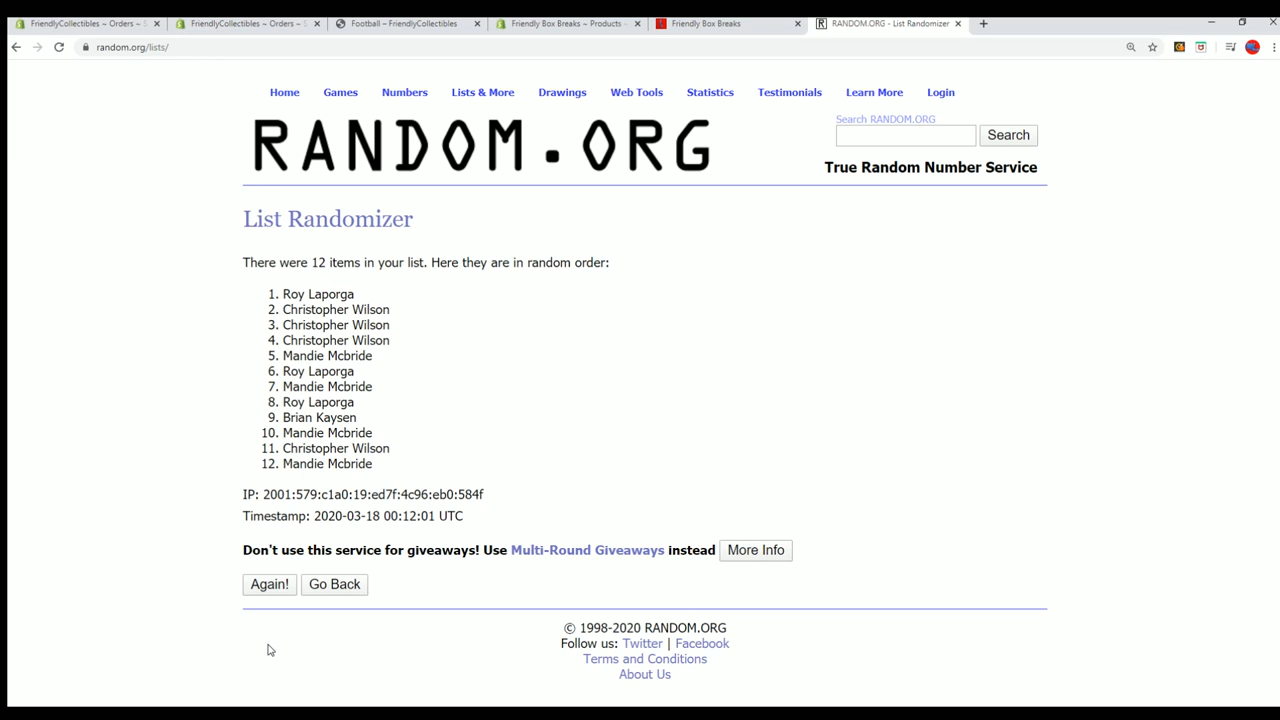 FriendlyCollectibles ~ Orders ~ S
FriendlyCollectibles ~ Orders ~ S
Football – FriendlyCollectibles
Friendly Box Breaks ~ Products ~
Friendly Box Breaks
RANDOM.ORG - List Randomizer
random.org/lists/
Home Games Numbers Lists & More Drawings Web Tools Statistics Testimonials Learn More Login
RANDOM.ORG
Search RANDOM.ORG
Search
True Random Number Service
List Randomizer
There were 12 items in your list. Here they are in random order:
1. Roy Laporga
2. Christopher Wilson
3. Christopher Wilson
4. Christopher Wilson
5. Mandie Mcbride
6. Roy Laporga
7. Mandie Mcbride
8. Roy Laporga
9. Brian Kaysen
10. Mandie Mcbride
11. Christopher Wilson
12. Mandie Mcbride
IP: 2001:579:c1a0:19:ed7f:4c96:eb0:584f
Timestamp: 2020-03-18 00:12:01 UTC
Don't use this service for giveaways! Use Multi-Round Giveaways instead More Info
Again! Go Back
© 1998-2020 RANDOM.ORG
Follow us: Twitter | Facebook
Terms and Conditions
About Us